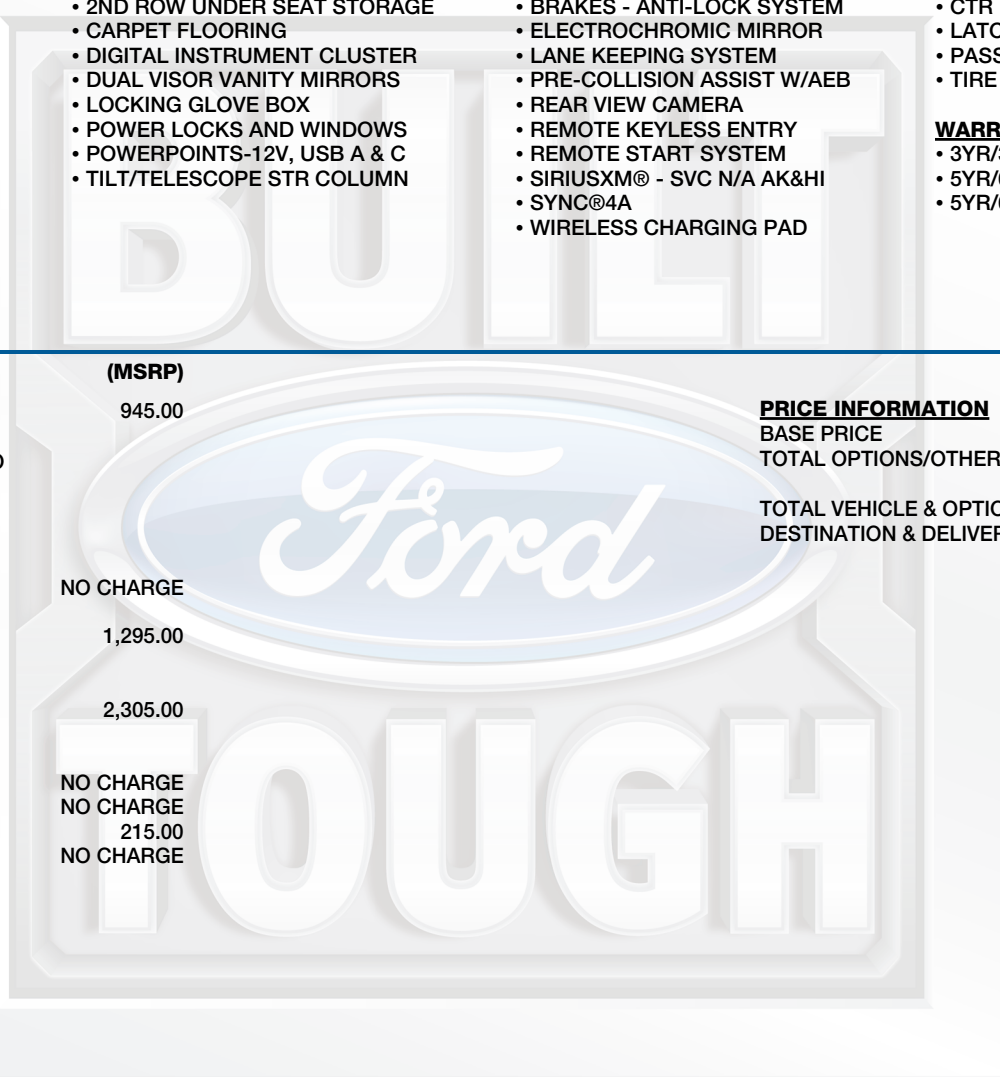 • 2ND ROW UNDER SEAT STORAGE
• CARPET FLOORING
• DIGITAL INSTRUMENT CLUSTER
• DUAL VISOR VANITY MIRRORS
• LOCKING GLOVE BOX
• POWER LOCKS AND WINDOWS
• POWERPOINTS-12V, USB A & C
• TILT/TELESCOPE STR COLUMN
• BRAKES - ANTI-LOCK SYSTEM
• ELECTROCHROMIC MIRROR
• LANE KEEPING SYSTEM
• PRE-COLLISION ASSIST W/AEB
• REAR VIEW CAMERA
• REMOTE KEYLESS ENTRY
• REMOTE START SYSTEM
• SIRIUSXM® - SVC N/A AK&HI
• SYNC®4A
• WIRELESS CHARGING PAD
• CTR
• LATC
• PASS
• TIRE
WARR
• 3YR/
• 5YR/
• 5YR/
(MSRP)
945.00
NO CHARGE
1,295.00
2,305.00
NO CHARGE
NO CHARGE
215.00
NO CHARGE
PRICE INFORMATION
BASE PRICE
TOTAL OPTIONS/OTHER
TOTAL VEHICLE & OPTIO
DESTINATION & DELIVER
BUILT
Ford
TOUGH